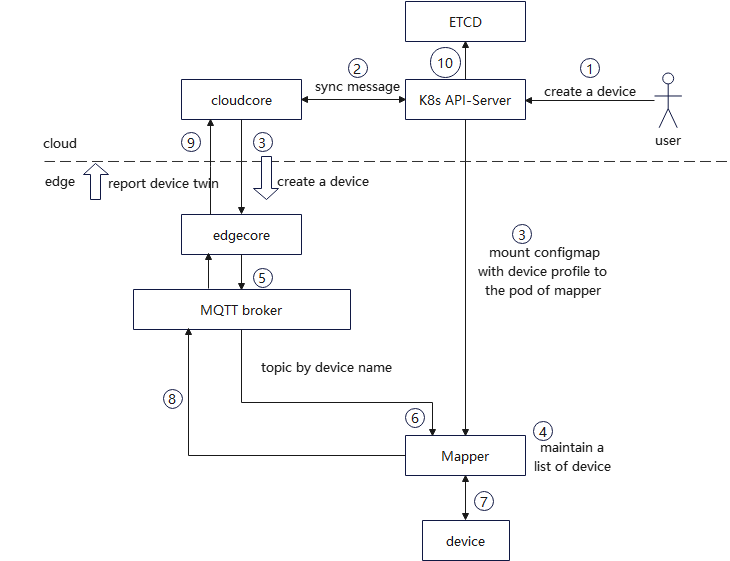 ETCD
10
2
sync message
1
create a device
cloudcore
K8s API-Server
user
9
3
cloud
edge
report device twin
create a device
edgecore
3
mount configmap
with device profile to
the pod of mapper
5
MQTT broker
topic by device name
8
6
4
maintain a
list of device
Mapper
7
device